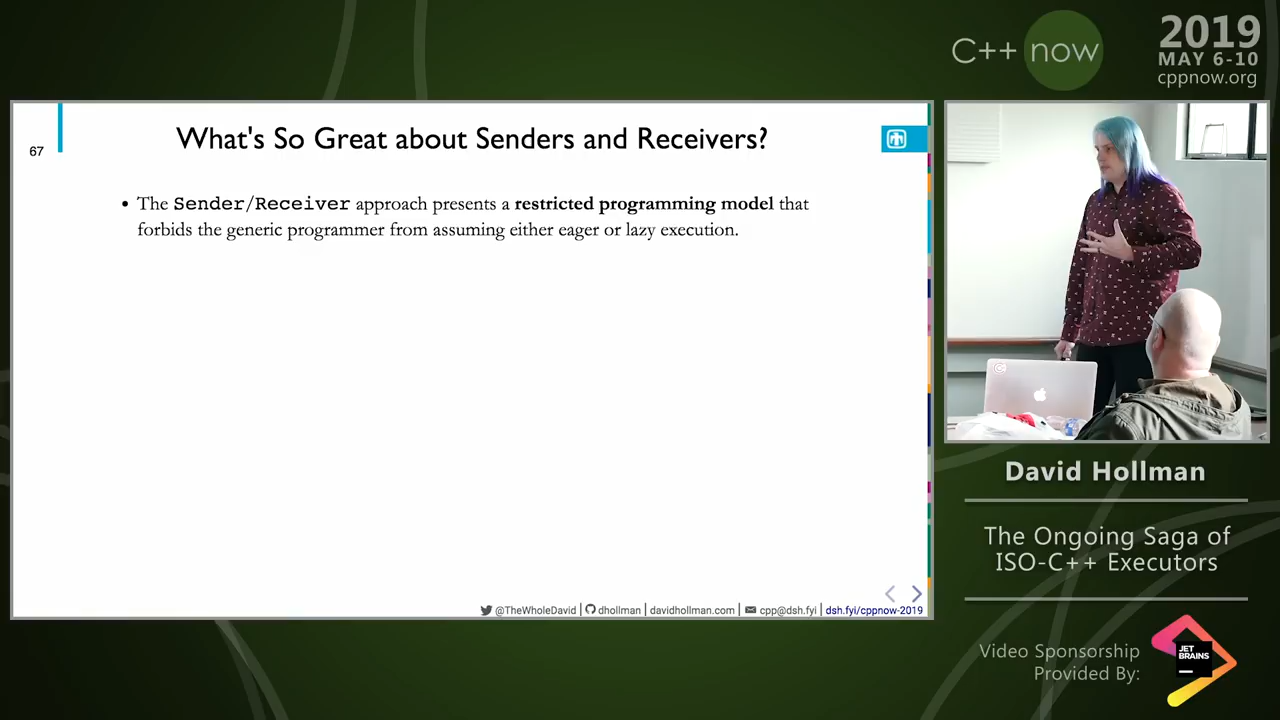 C++ now
2019
MAY 6-10
cppnow.org
67
What's So Great about Senders and Receivers?
• The Sender/Receiver approach presents a restricted programming model that
forbids the generic programmer from assuming either eager or lazy execution.
@TheWholeDavid | dhollman | davidhollman.com | cpp@dsh.fyi | dsh.fyi/cppnow-2019
David Hollman
The Ongoing Saga of
ISO-C++ Executors
Video Sponsorship
Provided By:
JET
BRAINS